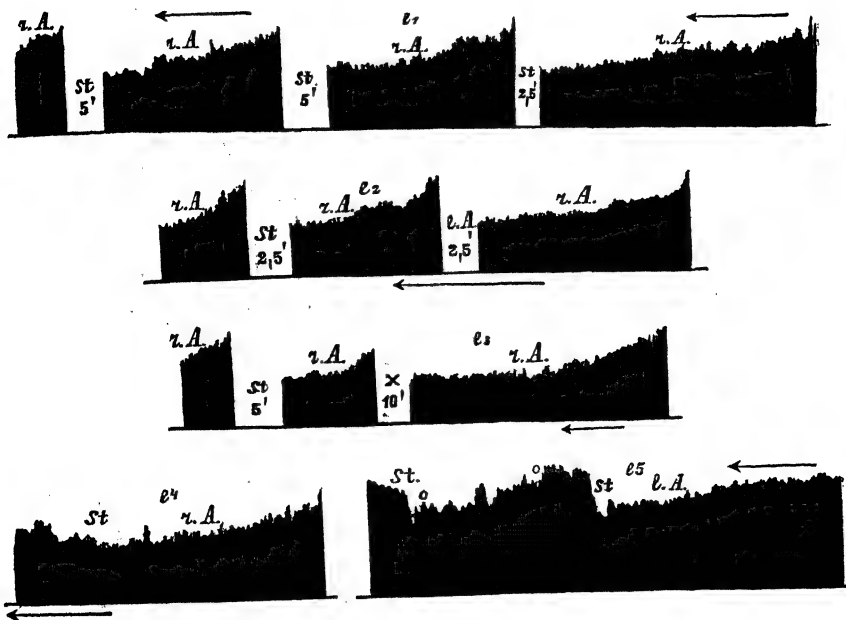 r.A.
r.A
e1
r.A.
r.A.
St
5'
St
5'
St
2,5'
r.A.
e2
r.A.
r.A.
St
2,5'
l.A
2,5'
r.A.
r.A.
e3
r.A.
St
5'
×
10'
St
e4
r.A.
St.
o
o
St
e5
l.A.